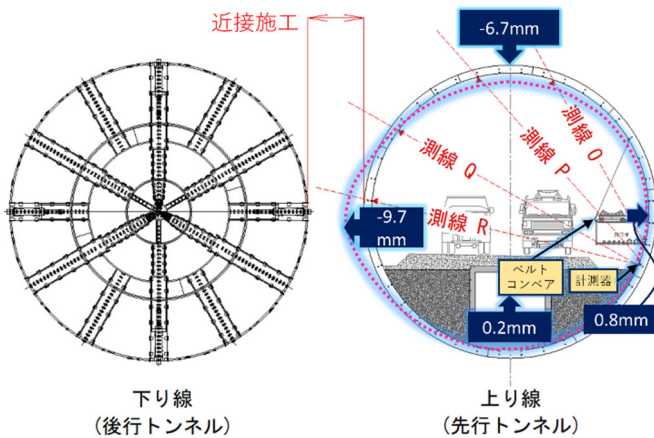 近接施工
-6.7mm
測線 O
測線 P
測線 Q
測線 R
-9.7
mm
ベルト
コンベア
計測器
0.2mm
0.8mm
下り線
(後行トンネル)
上り線
(先行トンネル)